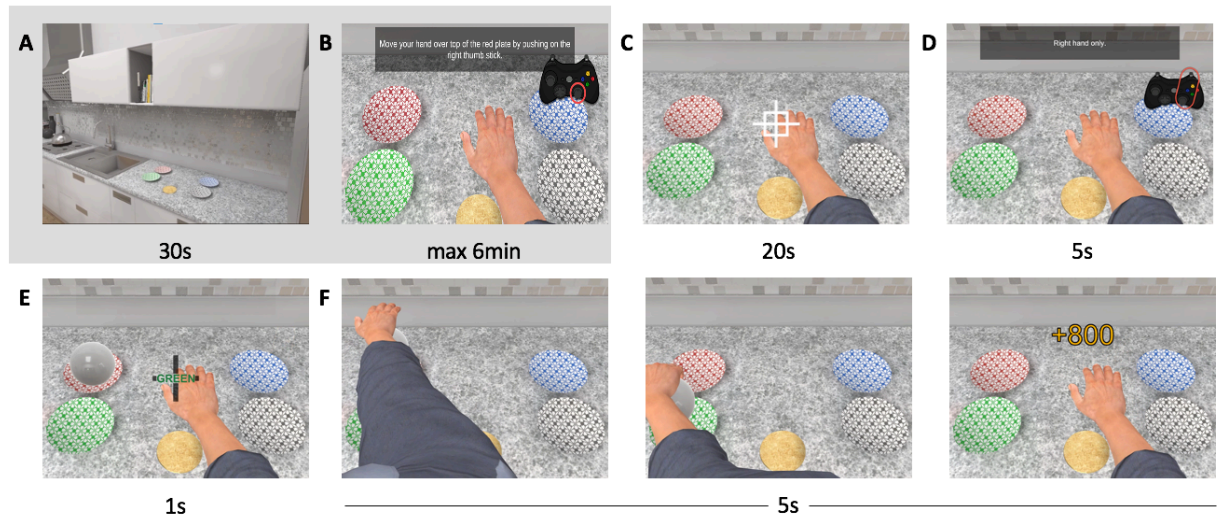 A
B
Move your hand over top of the red plate by pushing on the
right thumb stick.
C
D
Right hand only.
30s
max 6min
20s
5s
E
GREEN
F
+800
1s
5s